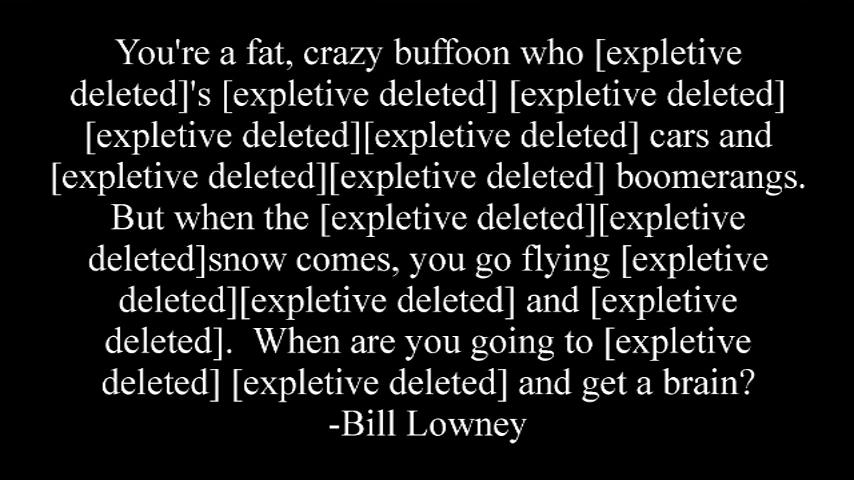 You're a fat, crazy buffoon who [expletive
deleted]'s [expletive deleted] [expletive deleted]
[expletive deleted][expletive deleted] cars and
[expletive deleted][expletive deleted] boomerangs.
But when the [expletive deleted][expletive
deleted]snow comes, you go flying [expletive
deleted][expletive deleted] and [expletive
deleted].  When are you going to [expletive
deleted] [expletive deleted] and get a brain?
-Bill Lowney